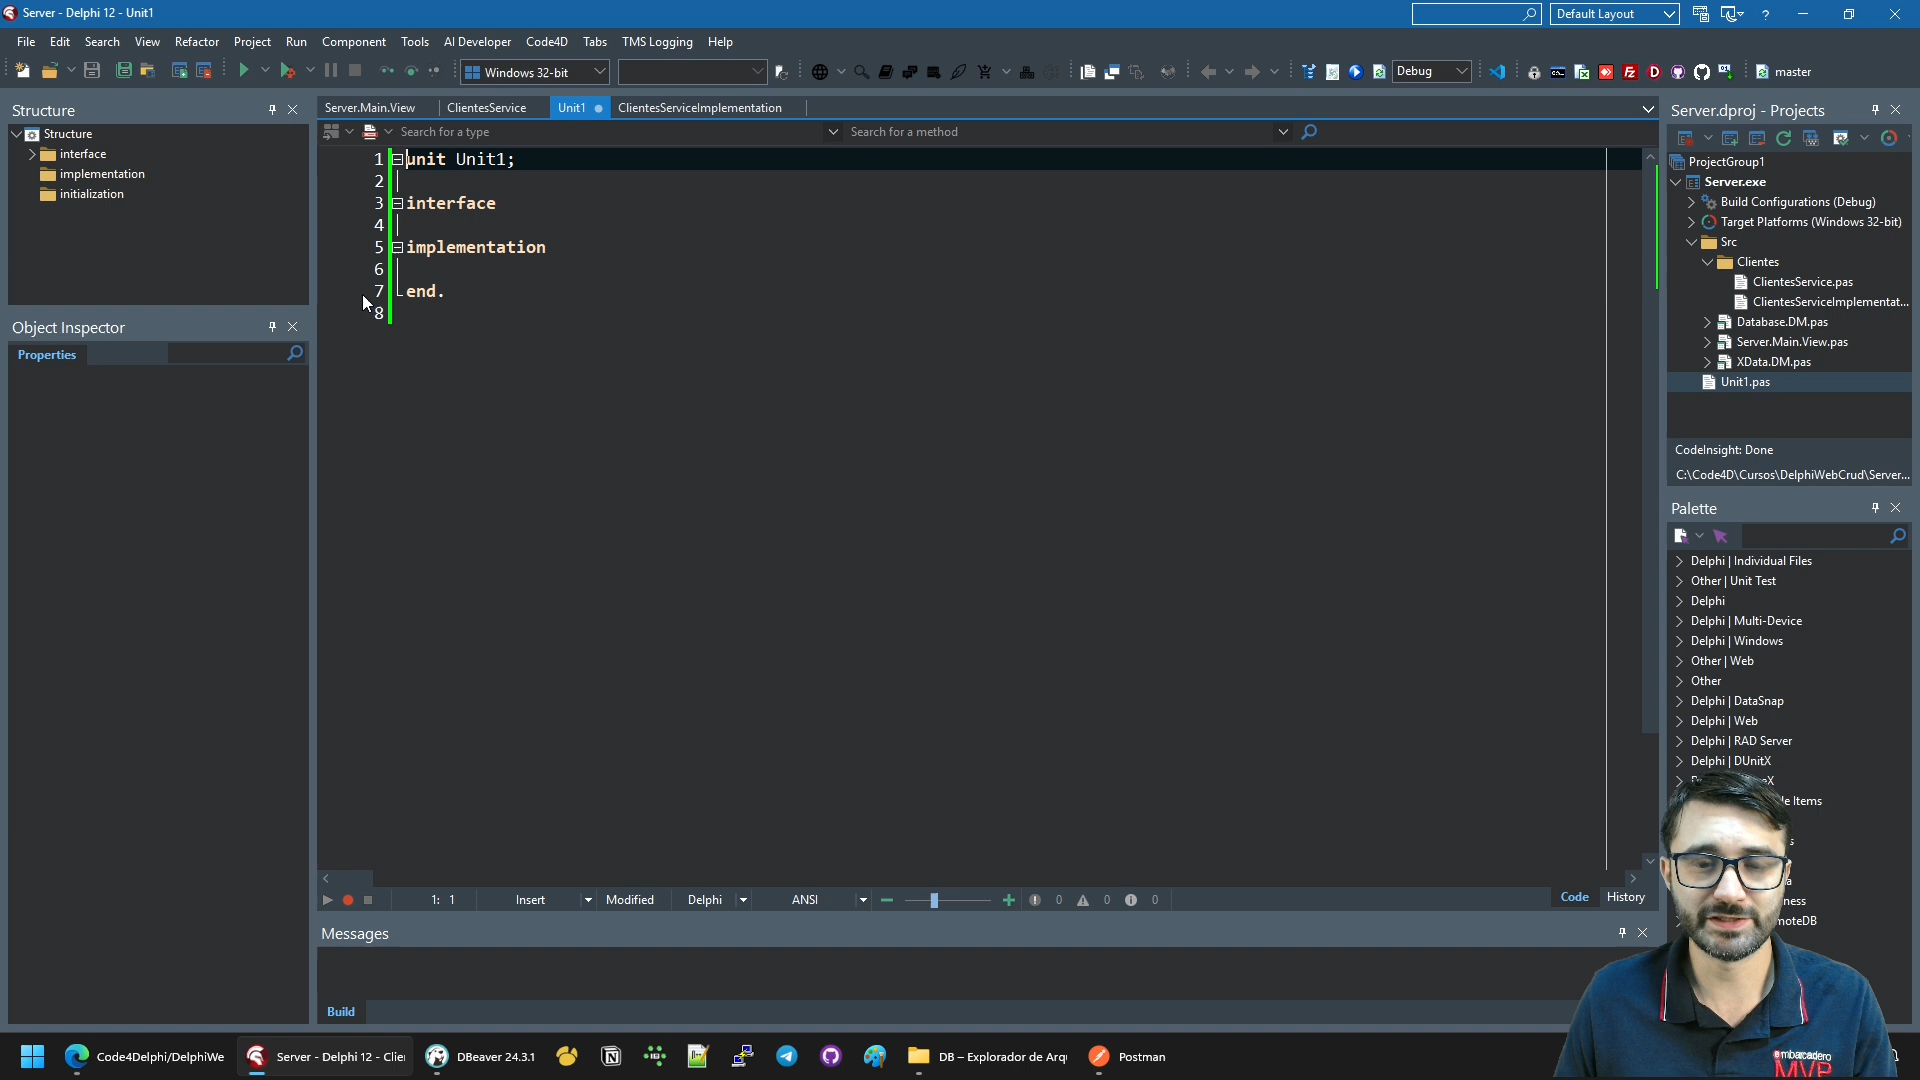 Server - Delphi 12 - Unit1
Default Layout
?
File Edit Search View Refactor Project Run Component Tools AI Developer Code4D Tabs TMS Logging Help
Windows 32-bit
Debug
master
Structure
Structure
interface
implementation
initialization
Object Inspector
Properties
Server.Main.View
ClientesService
Unit1
ClientesServiceImplementation
Search for a type
Search for a method
1 unit Unit1;
2
3 interface
4
5 implementation
6
7 end.
8
1: 1
Insert
Modified
Delphi
ANSI
0
0
0
Code
History
Messages
Build
Server.dproj - Projects
ProjectGroup1
Server.exe
Build Configurations (Debug)
Target Platforms (Windows 32-bit)
Src
Clientes
ClientesService.pas
ClientesServiceImplementat...
Database.DM.pas
Server.Main.View.pas
XData.DM.pas
Unit1.pas
CodeInsight: Done
C:\Code4D\Cursos\DelphiWebCrud\Server...
Palette
Delphi | Individual Files
Other | Unit Test
Delphi
Delphi | Multi-Device
Delphi | Windows
Other | Web
Other
Delphi | DataSnap
Delphi | Web
Delphi | RAD Server
Delphi | DUnitX
Items
embarcadero
MVP
Code4Delphi/DelphiWe
Server - Delphi 12 - Clie
DBeaver 24.3.1
DB – Explorador de Arqu
Postman